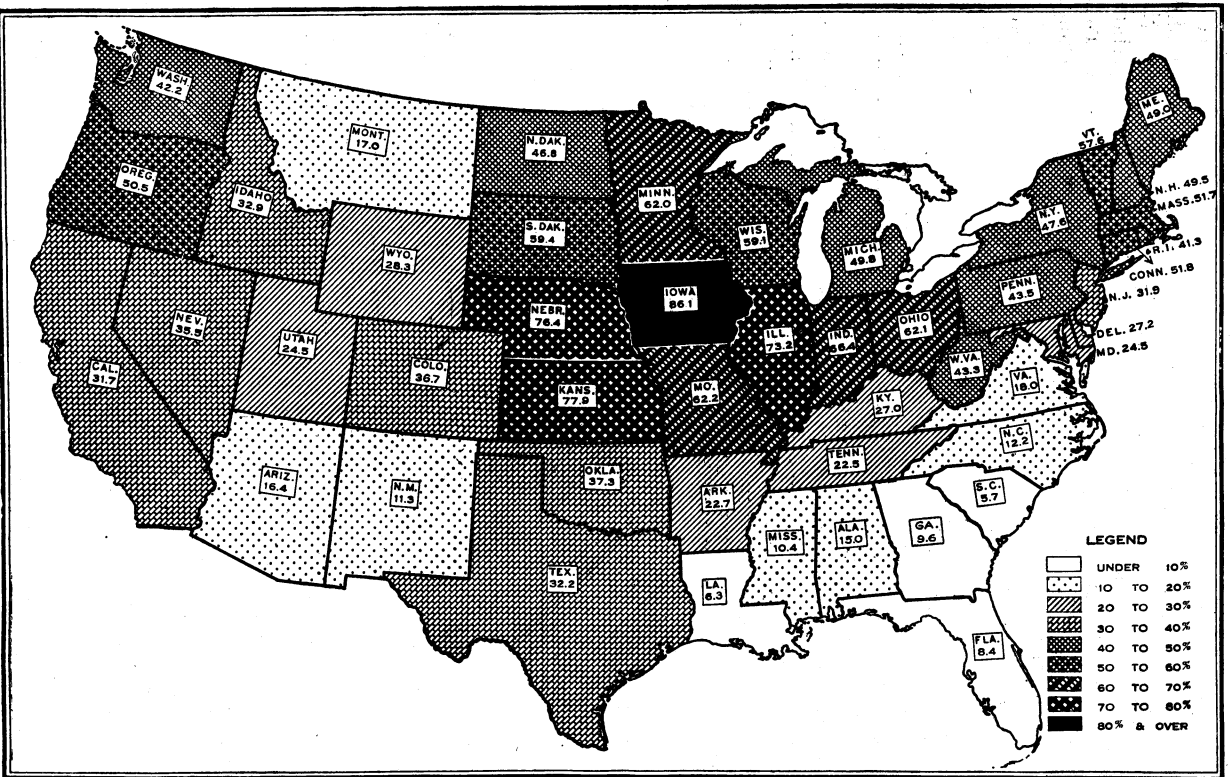 WASH
42.2
OREG.
50.5
IDAHO
32.9
MONT.
17.0
N.DAK.
46.8
MINN.
62.0
S.DAK.
59.4
WIS.
59.1
MICH.
49.8
WYO.
28.3
NEBR.
76.4
IOWA
86.1
NEV.
35.5
UTAH
24.5
COLO.
36.7
CAL.
31.7
KANS.
77.9
MO.
62.2
ILL.
73.2
IND.
66.4
OHIO
62.1
KY.
27.0
W.VA.
43.3
VA.
18.0
PENN.
43.5
N.Y.
47.6
VT.
57.6
ME.
N.H. 49.5
MASS. 51.7
R.I. 41.3
CONN. 51.8
N.J. 31.9
DEL. 27.2
MD. 24.5
N.C.
12.2
TENN.
22.5
S.C.
5.7
ARIZ.
16.4
N.M.
11.3
OKLA.
37.3
ARK.
22.7
TEX.
32.2
LA.
6.3
MISS.
10.4
ALA.
15.0
GA.
9.6
FLA.
8.4
LEGEND
UNDER 10%
10 TO 20%
20 TO 30%
30 TO 40%
40 TO 50%
50 TO 60%
60 TO 70%
70 TO 80%
80% & OVER